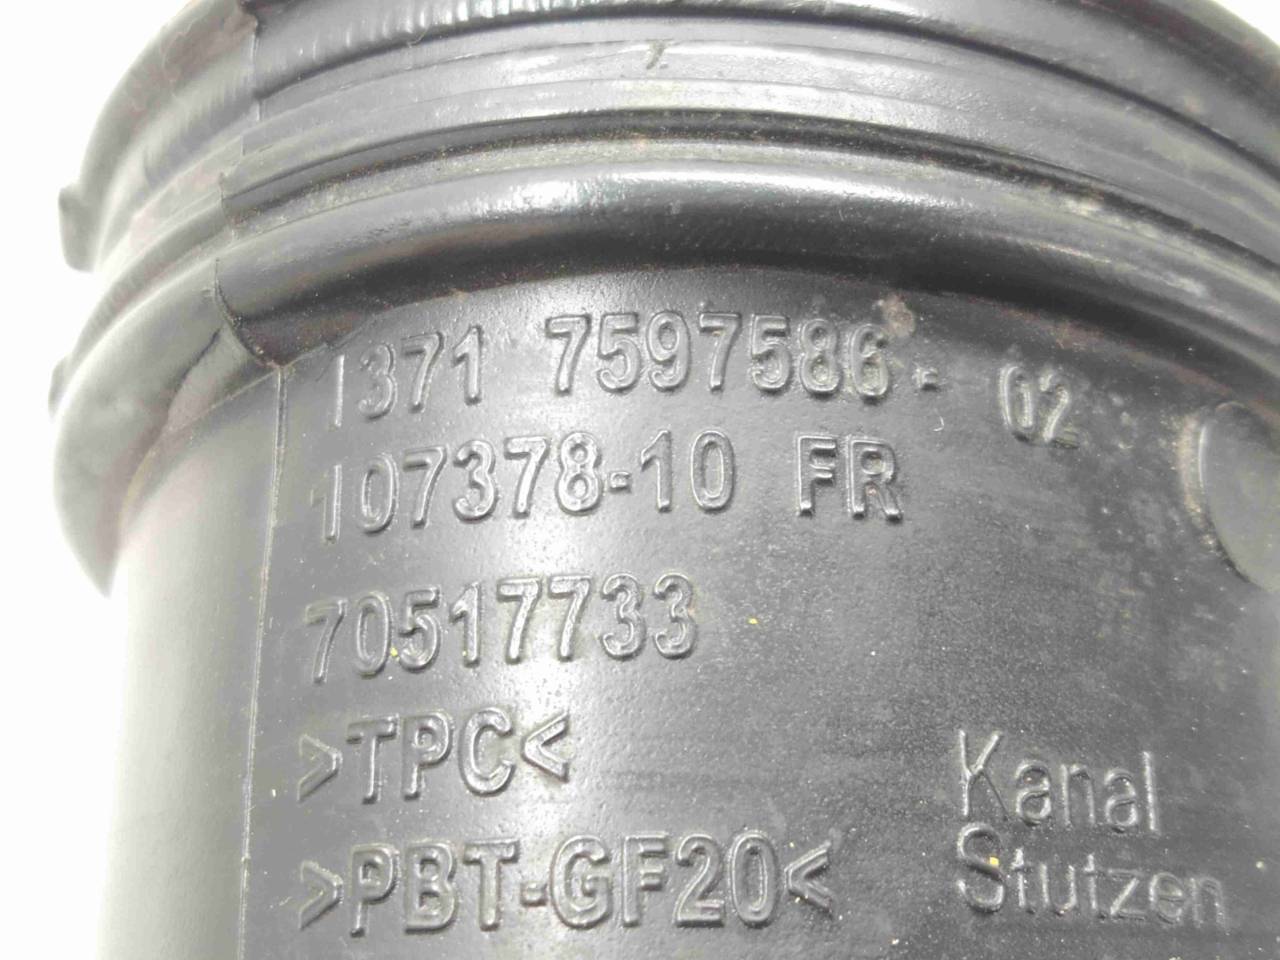 1371 7597586-02
107378-10 FR
70517733
>TPC<
>PBT-GF20<
Kanal
Stutzen